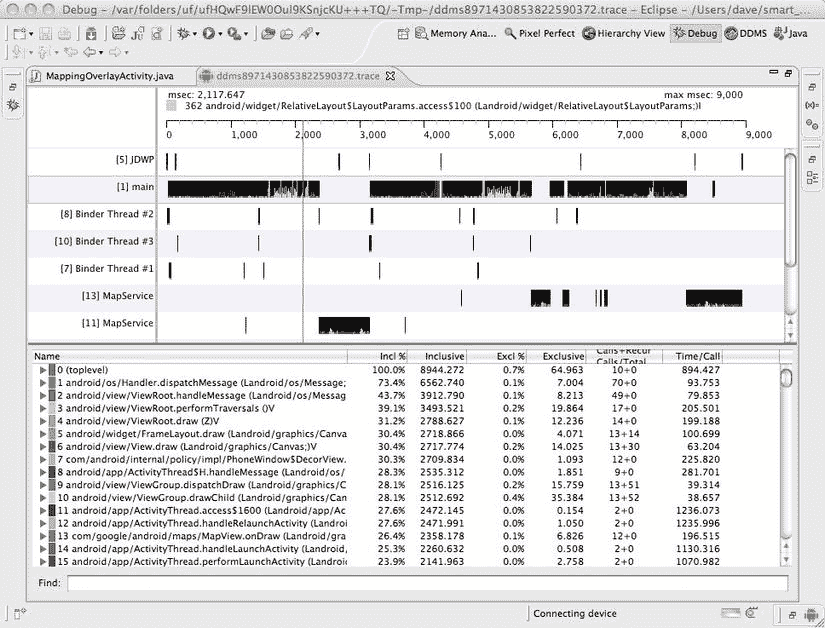 Debug – /var/folders/uf/ufHQwF9lEW0Oul9KSnjcKU+++TQ/-Tmp-/ddms8971430853822590372.trace – Eclipse – /Users/dave/smart_...
Memory Ana... Pixel Perfect Hierarchy View Debug DDMS Java
MappingOverlayActivity.java ddms8971430853822590372.trace
msec: 2,117.647 max msec: 9,000
362 android/widget/RelativeLayout$LayoutParams.access$100 (Landroid/widget/RelativeLayout$LayoutParams;)I
0 1,000 2,000 3,000 4,000 5,000 6,000 7,000 8,000 9,000
[5] JDWP
[1] main
[8] Binder Thread #2
[10] Binder Thread #3
[7] Binder Thread #1
[13] MapService
[11] MapService
Name Incl % Inclusive Excl % Exclusive Calls+Recur Calls/Total Time/Call
0 (toplevel) 100.0% 8944.272 0.7% 64.963 10+0 894.427
1 android/os/Handler.dispatchMessage (Landroid/os/Message; 73.4% 6562.740 0.1% 7.004 70+0 93.753
2 android/view/ViewRoot.handleMessage (Landroid/os/Messag 43.7% 3912.790 0.1% 8.213 49+0 79.853
3 android/view/ViewRoot.performTraversals ()V 39.1% 3493.521 0.2% 19.864 17+0 205.501
4 android/view/ViewRoot.draw (Z)V 31.2% 2788.627 0.1% 12.236 14+0 199.188
5 android/widget/FrameLayout.draw (Landroid/graphics/Canva 30.4% 2718.866 0.0% 4.071 13+14 100.699
6 android/view/View.draw (Landroid/graphics/Canvas;)V 30.4% 2717.774 0.2% 14.025 13+30 63.204
7 com/android/internal/policy/impl/PhoneWindow$DecorView. 30.3% 2709.834 0.0% 1.093 12+0 225.820
8 android/app/ActivityThread$H.handleMessage (Landroid/os/ 28.3% 2535.312 0.0% 1.851 9+0 281.701
9 android/view/ViewGroup.dispatchDraw (Landroid/graphics/C 28.1% 2516.125 0.2% 15.759 13+51 39.314
10 android/view/ViewGroup.drawChild (Landroid/graphics/Can 28.1% 2512.692 0.4% 35.384 13+52 38.657
11 android/app/ActivityThread.access$1600 (Landroid/app/Ac 27.6% 2472.145 0.0% 0.154 2+0 1236.073
12 android/app/ActivityThread.handleRelaunchActivity (Landroi 27.6% 2471.991 0.0% 1.050 2+0 1235.996
13 com/google/android/maps/MapView.onDraw (Landroid/gra 26.4% 2358.178 0.1% 6.826 12+0 196.515
14 android/app/ActivityThread.handleLaunchActivity (Landroid, 25.3% 2260.632 0.0% 0.508 2+0 1130.316
15 android/app/ActivityThread.performLaunchActivity (Landroic 23.9% 2141.963 0.0% 2.758 2+0 1070.982
Find:
Connecting device